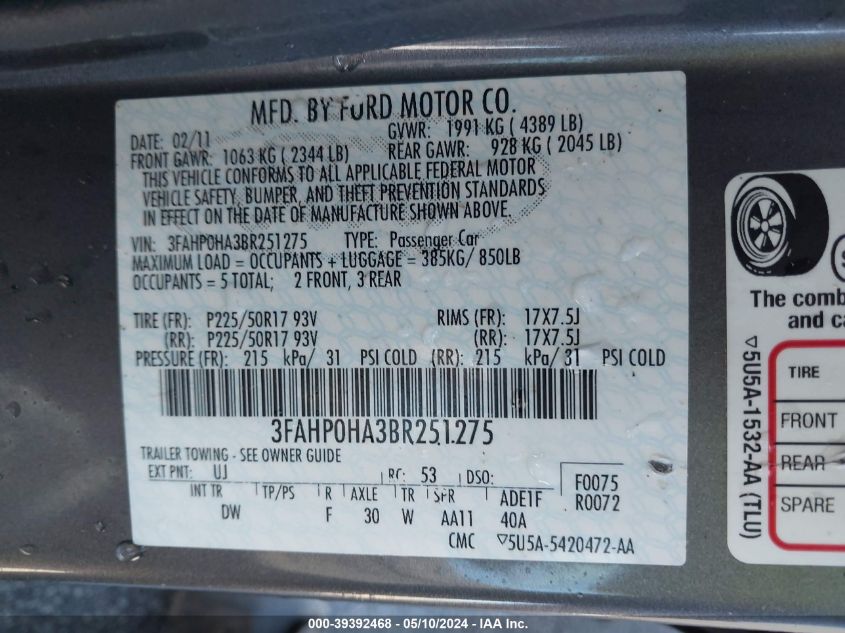 MFD. BY FORD MOTOR CO.
DATE: 02/11 GVWR: 1991 KG ( 4389 LB)
FRONT GAWR: 1063 KG ( 2344 LB) REAR GAWR: 928 KG ( 2045 LB)
THIS VEHICLE CONFORMS TO ALL APPLICABLE FEDERAL MOTOR
VEHICLE SAFETY, BUMPER, AND THEFT PREVENTION STANDARDS
IN EFFECT ON THE DATE OF MANUFACTURE SHOWN ABOVE.
VIN: 3FAHP0HA3BR251275 TYPE: Passenger Car
MAXIMUM LOAD = OCCUPANTS + LUGGAGE = 385KG/ 850LB
OCCUPANTS = 5 TOTAL; 2 FRONT, 3 REAR
TIRE (FR): P225/50R17 93V RIMS (FR): 17X7.5J
(RR): P225/50R17 93V (RR): 17X7.5J
PRESSURE (FR): 215 kPa/ 31 PSI COLD (RR): 215 kPa/ 31 PSI COLD
3FAHP0HA3BR251275
TRAILER TOWING - SEE OWNER GUIDE
EXT PNT: UJ RC: 53 DSO: F0075
R0072
INT TR TP/PS R AXLE TR SPR ADE1F
DW F 30 W AA11 40A
CMC ▽5U5A-5420472-AA
The comb
and ca
▽5U5A-1532-AA (TLU)
TIRE
FRONT
REAR
SPARE
100% ---39392468 - 05/10/2024 - IAA Inc.